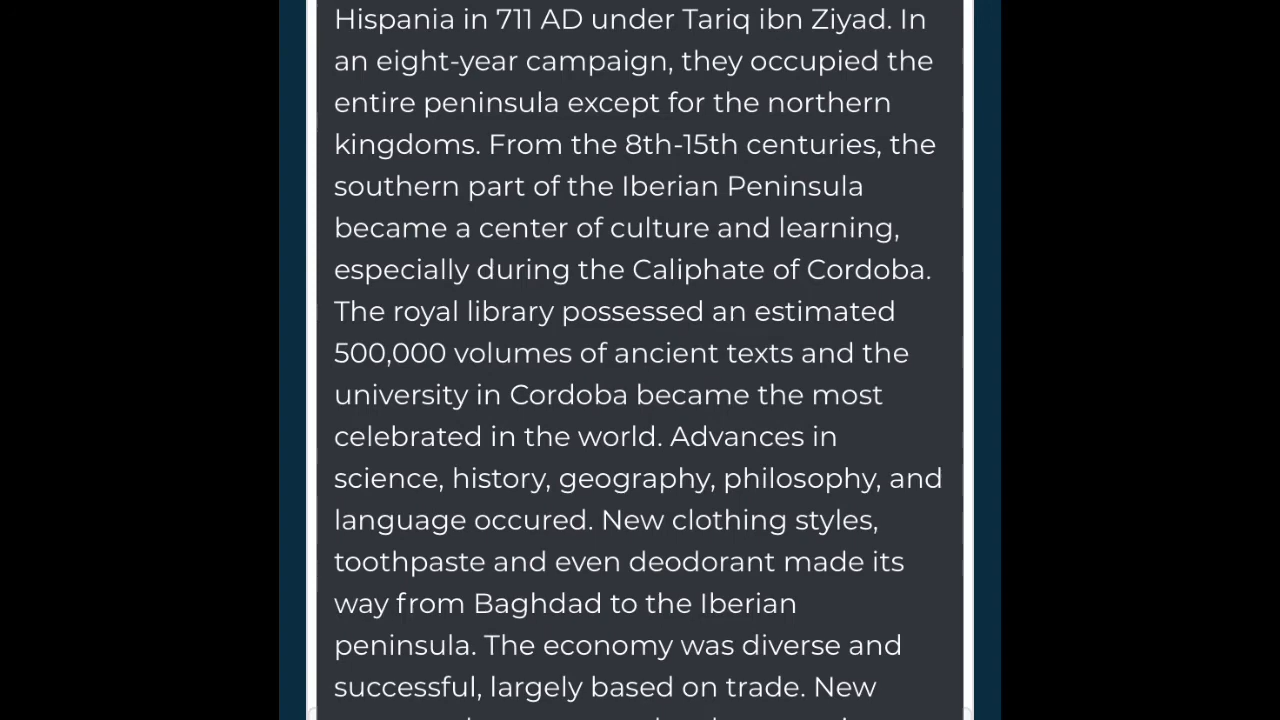 Hispania in 711 AD under Tariq ibn Ziyad. In
an eight-year campaign, they occupied the
entire peninsula except for the northern
kingdoms. From the 8th-15th centuries, the
southern part of the Iberian Peninsula
became a center of culture and learning,
especially during the Caliphate of Cordoba.
The royal library possessed an estimated
500,000 volumes of ancient texts and the
university in Cordoba became the most
celebrated in the world. Advances in
science, history, geography, philosophy, and
language occured. New clothing styles,
toothpaste and even deodorant made its
way from Baghdad to the Iberian
peninsula. The economy was diverse and
successful, largely based on trade. New